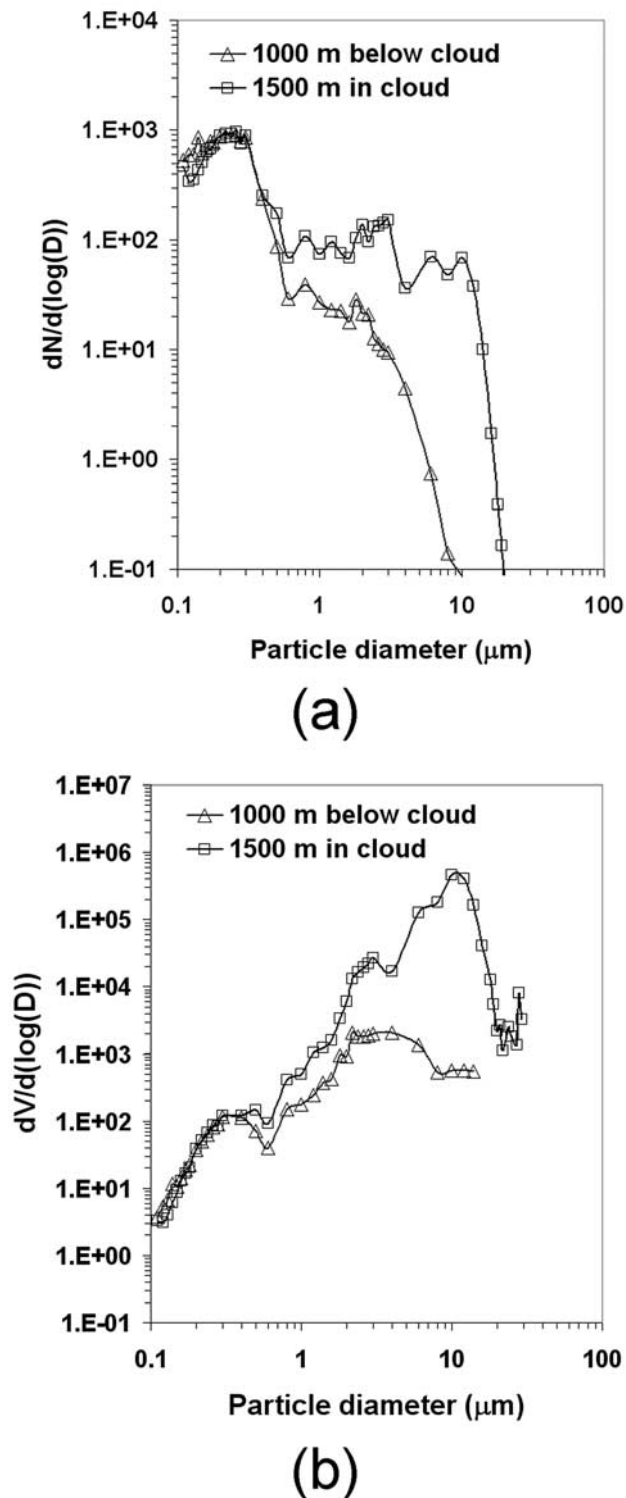 1.E+04
1000 m below cloud
1500 m in cloud
1.E+03
1.E+02
1.E+01
1.E+00
1.E-01
dN/d(log(D))
0.1 1 10 100
Particle diameter (μm)
(a)
1.E+07
1000 m below cloud
1500 m in cloud
1.E+06
1.E+05
1.E+04
1.E+03
1.E+02
1.E+01
1.E+00
1.E-01
dV/d(log(D))
0.1 1 10 100
Particle diameter (μm)
(b)